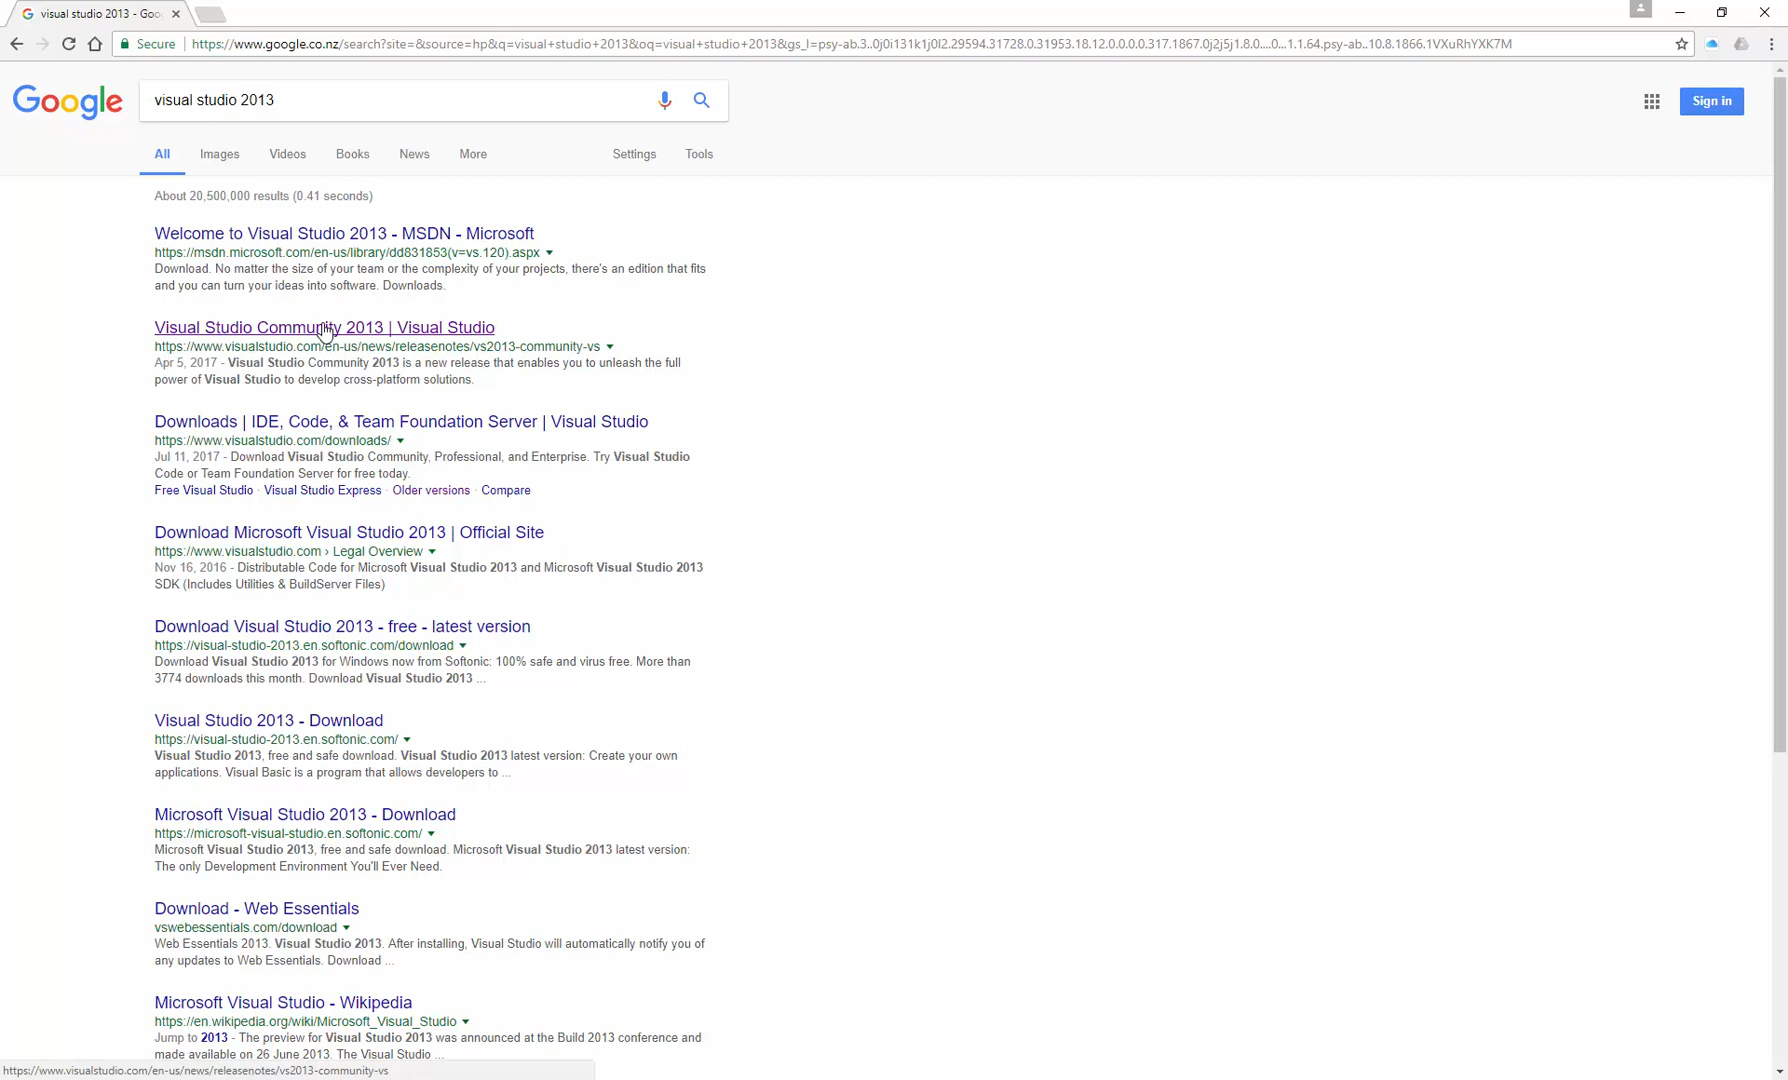 visual studio 2013 - Goo
Secure
https://www.google.co.nz/search?site=&source=hp&q=visual+studio+2013&oq=visual+studio+2013&gs_l=psy-ab.3..0j0i131k1j0l2.29594.31728.0.31953.18.12.0.0.0.0.317.1867.0j2j5j1.8.0....0...1.1.64.psy-ab..10.8.1866.1VXuRhYXK7M
Google
visual studio 2013
Sign in
All Images Videos Books News More Settings Tools
About 20,500,000 results (0.41 seconds)
Welcome to Visual Studio 2013 - MSDN - Microsoft
https://msdn.microsoft.com/en-us/library/dd831853(v=vs.120).aspx
Download. No matter the size of your team or the complexity of your projects, there's an edition that fits
and you can turn your ideas into software. Downloads.
Visual Studio Community 2013 | Visual Studio
https://www.visualstudio.com/en-us/news/releasenotes/vs2013-community-vs
Apr 5, 2017 - Visual Studio Community 2013 is a new release that enables you to unleash the full
power of Visual Studio to develop cross-platform solutions.
Downloads | IDE, Code, & Team Foundation Server | Visual Studio
https://www.visualstudio.com/downloads/
Jul 11, 2017 - Download Visual Studio Community, Professional, and Enterprise. Try Visual Studio
Code or Team Foundation Server for free today.
Free Visual Studio · Visual Studio Express · Older versions · Compare
Download Microsoft Visual Studio 2013 | Official Site
https://www.visualstudio.com › Legal Overview
Nov 16, 2016 - Distributable Code for Microsoft Visual Studio 2013 and Microsoft Visual Studio 2013
SDK (Includes Utilities & BuildServer Files)
Download Visual Studio 2013 - free - latest version
https://visual-studio-2013.en.softonic.com/download
Download Visual Studio 2013 for Windows now from Softonic: 100% safe and virus free. More than
3774 downloads this month. Download Visual Studio 2013 ...
Visual Studio 2013 - Download
https://visual-studio-2013.en.softonic.com/
Visual Studio 2013, free and safe download. Visual Studio 2013 latest version: Create your own
applications. Visual Basic is a program that allows developers to ...
Microsoft Visual Studio 2013 - Download
https://microsoft-visual-studio.en.softonic.com/
Microsoft Visual Studio 2013, free and safe download. Microsoft Visual Studio 2013 latest version:
The only Development Environment You'll Ever Need.
Download - Web Essentials
vswebessentials.com/download
Web Essentials 2013. Visual Studio 2013. After installing, Visual Studio will automatically notify you of
any updates to Web Essentials. Download ...
Microsoft Visual Studio - Wikipedia
https://en.wikipedia.org/wiki/Microsoft_Visual_Studio
Jump to 2013 - The preview for Visual Studio 2013 was announced at the Build 2013 conference and
made available on 26 June 2013. The Visual Studio ...
https://www.visualstudio.com/en-us/news/releasenotes/vs2013-community-vs